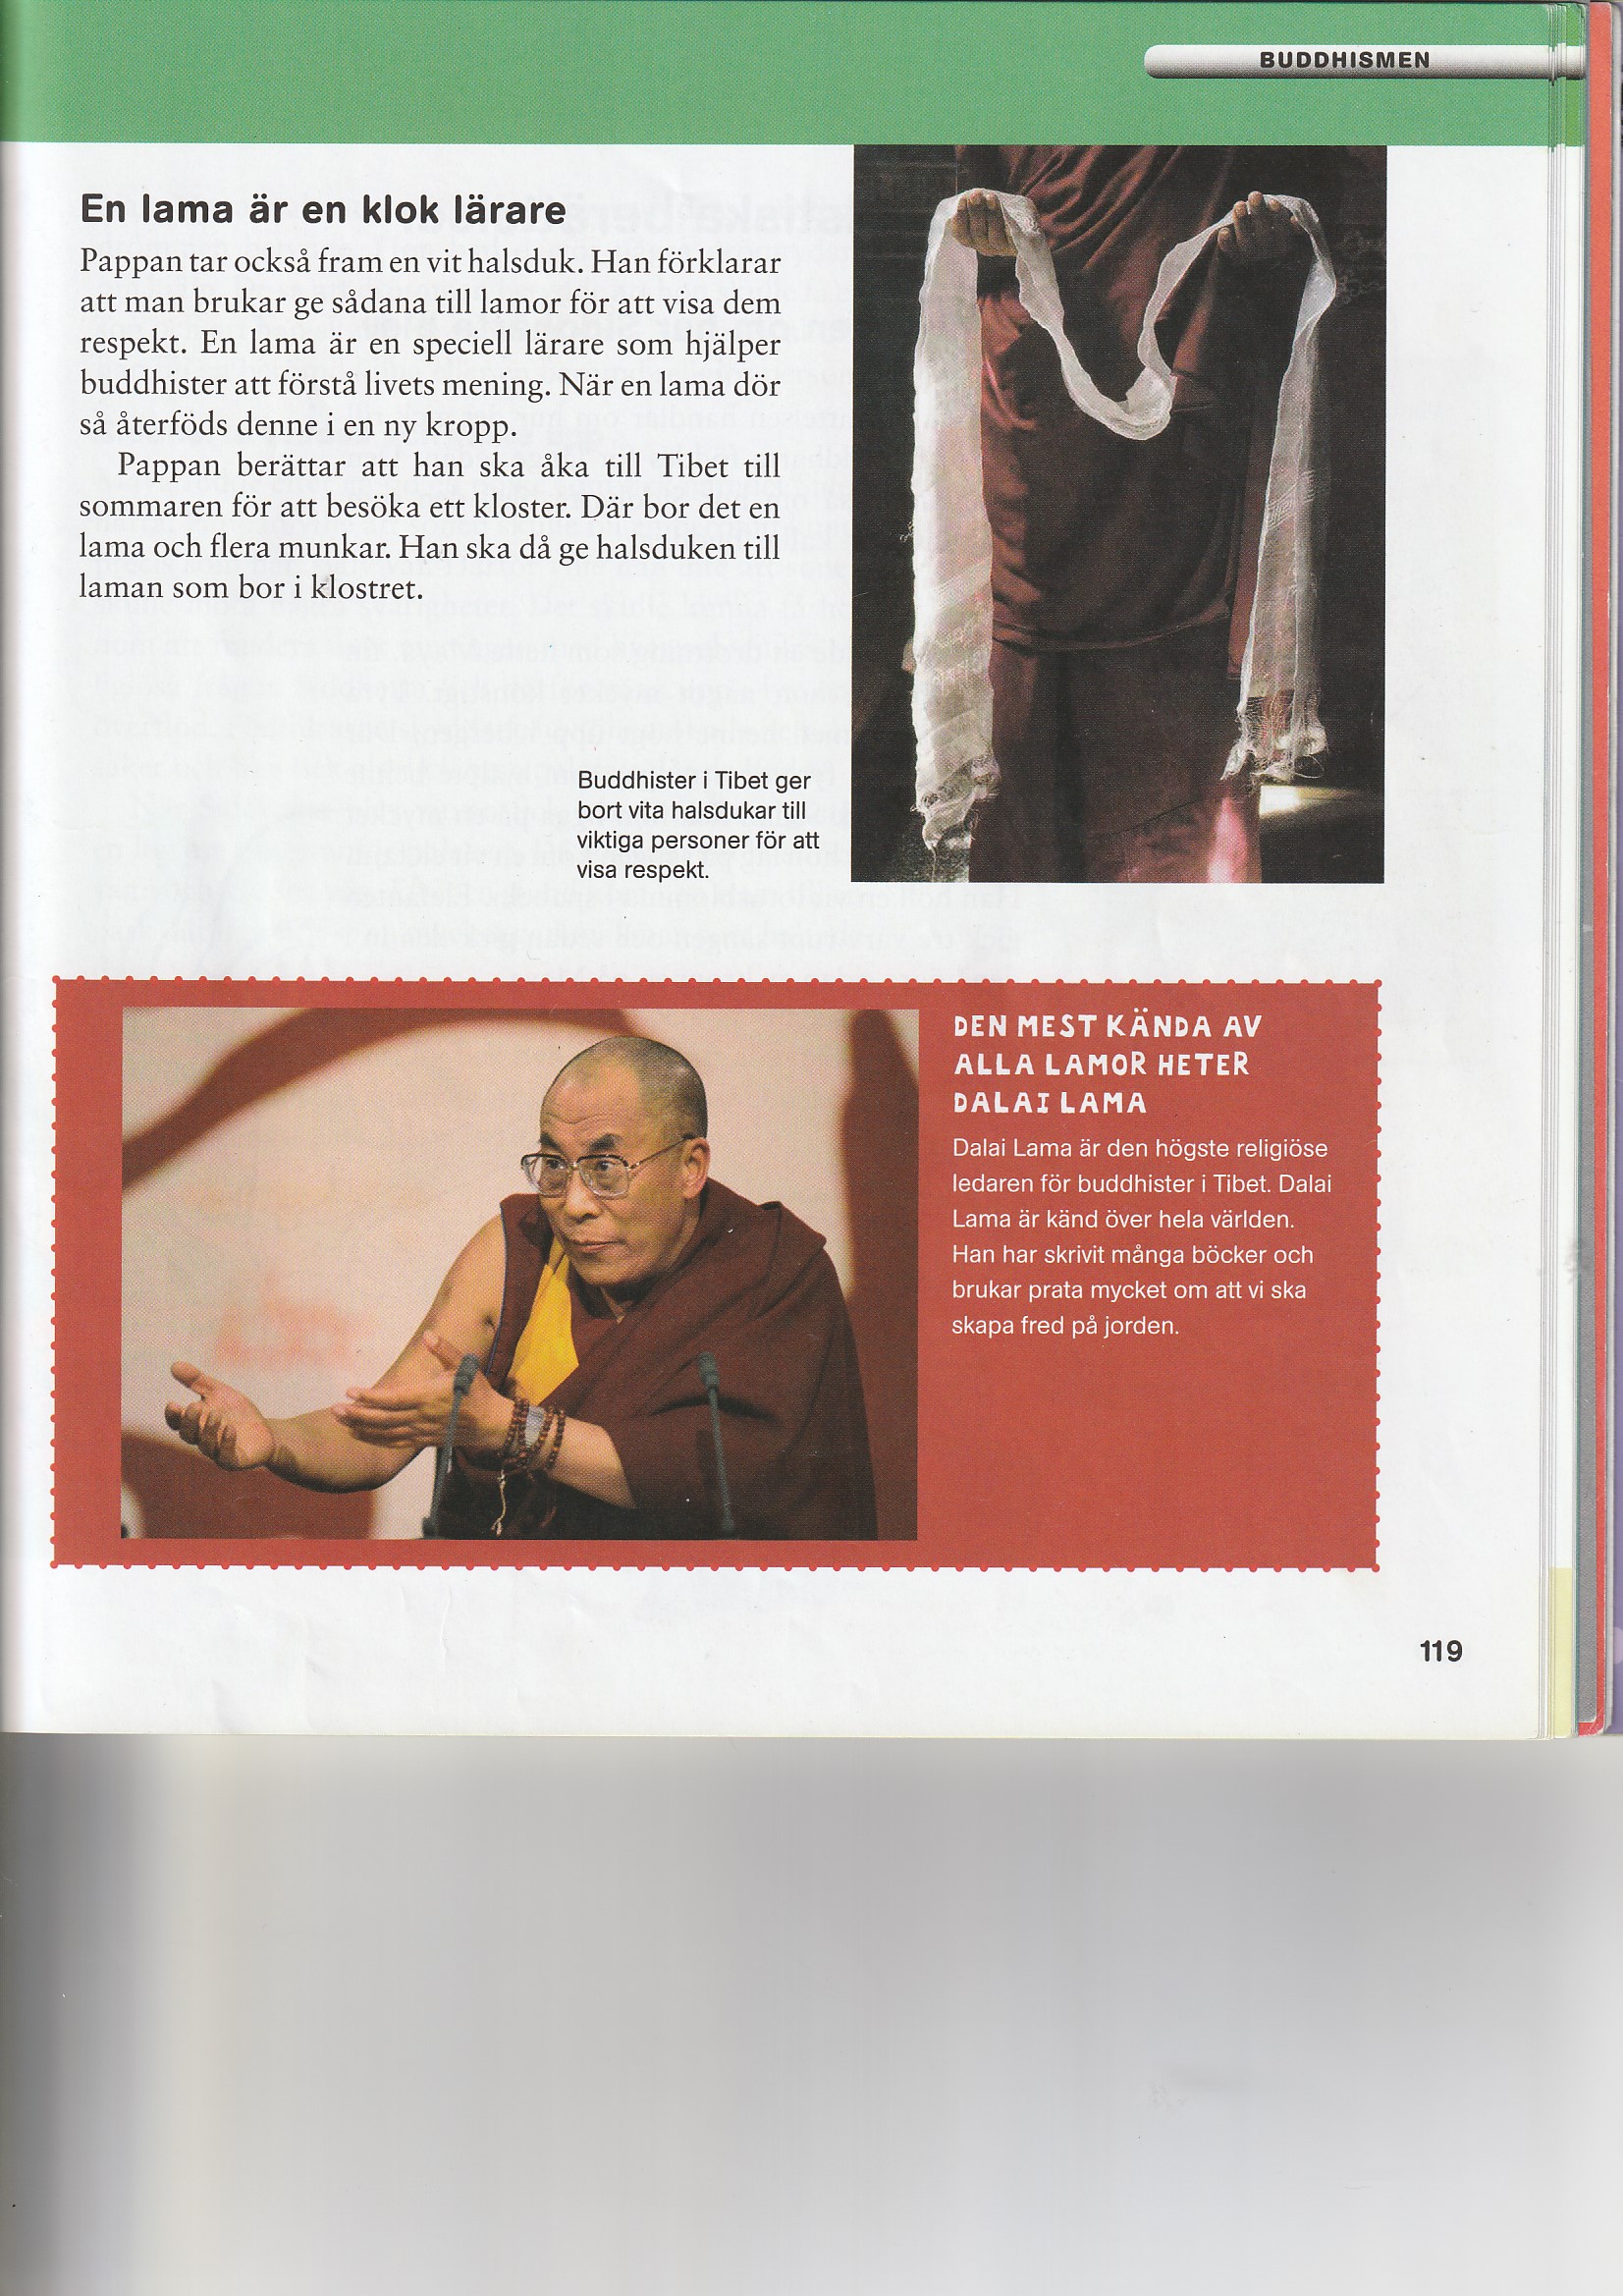 BUDDHISMEN
En lama är en klok lärare
Pappan tar också fram en vit halsduk. Han förklarar
att man brukar ge sådana till lamor för att visa dem
respekt. En lama är en speciell lärare som hjälper
buddhister att förstå livets mening. När en lama dör
så återföds denne i en ny kropp.
Pappan berättar att han ska åka till Tibet till
sommaren för att besöka ett kloster. Där bor det en
lama och flera munkar. Han ska då ge halsduken till
laman som bor i klostret.
Buddhister i Tibet ger
bort vita halsdukar till
viktiga personer för att
visa respekt.
DEN MEST KÄNDA AV
ALLA LAMOR HETER
DALAI LAMA
Dalai Lama är den högste religiöse
ledaren för buddhister i Tibet. Dalai
Lama är känd över hela världen.
Han har skrivit många böcker och
brukar prata mycket om att vi ska
skapa fred på jorden.
119